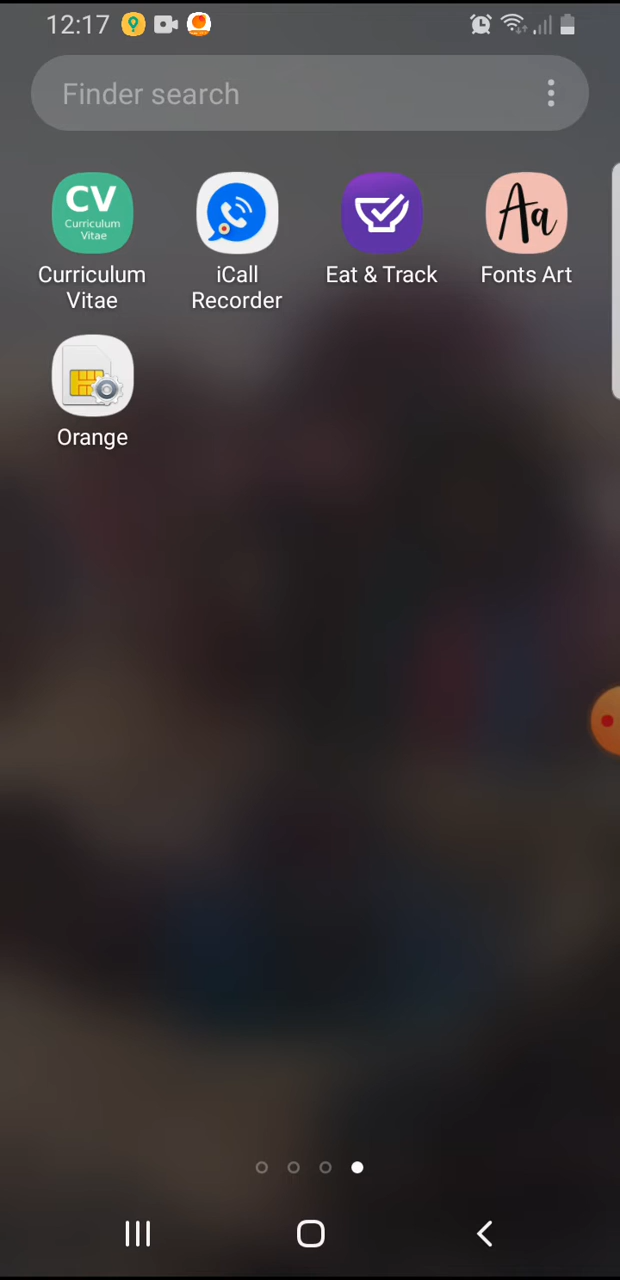 12:17
Finder search
CV
Curriculum
Vitae
Aa
Curriculum
Vitae
iCall
Recorder
Eat & Track
Fonts Art
Orange